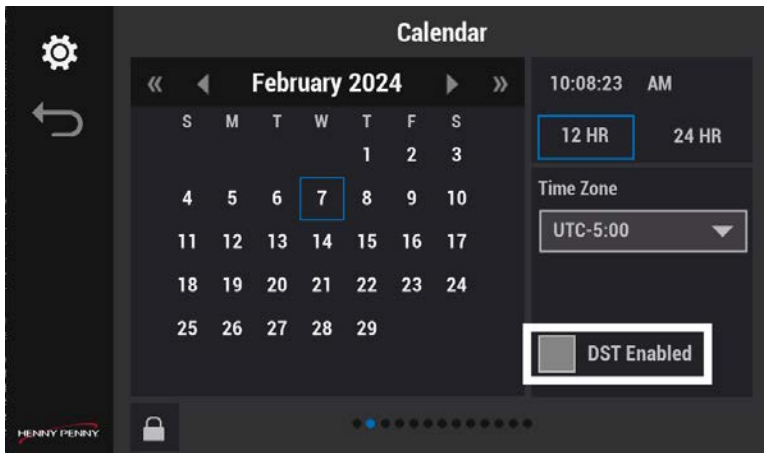 Calendar
« February 2024 »
S M T W T F S
1 2 3
4 5 6 7 8 9 10
11 12 13 14 15 16 17
18 19 20 21 22 23 24
25 26 27 28 29
10:08:23 AM
12 HR 24 HR
Time Zone
UTC-5:00
DST Enabled
HENNY PENNY